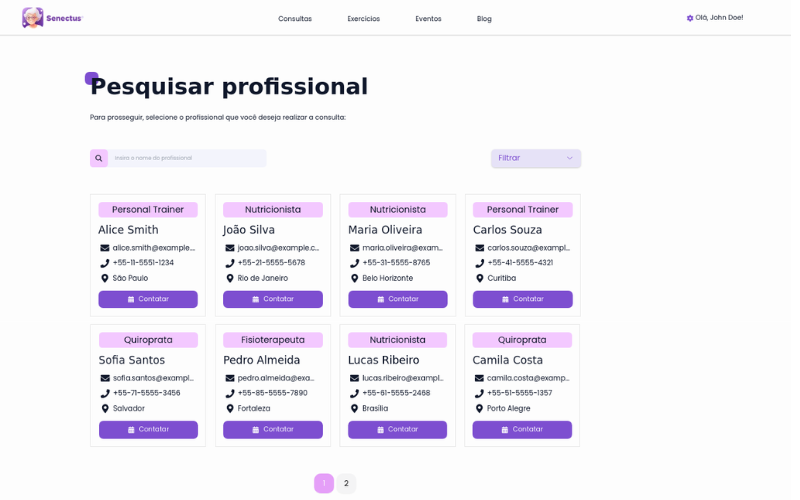 Senectus
Consultas
Exercícios
Eventos
Blog
Olá, John Doe!
Pesquisar profissional
Para prosseguir, selecione o profissional que você deseja realizar a consulta:
Insira o nome do profissional
Filtrar
Personal Trainer
Alice Smith
alice.smith@example...
+55-11-5551-1234
São Paulo
Contatar
Nutricionista
João Silva
joao.silva@example.c...
+55-21-5555-5678
Rio de Janeiro
Contatar
Nutricionista
Maria Oliveira
maria.oliveira@exam...
+55-31-5555-8765
Belo Horizonte
Contatar
Personal Trainer
Carlos Souza
carlos.souza@exampl...
+55-41-5555-4321
Curitiba
Contatar
Quiroprata
Sofia Santos
sofia.santos@exampl...
+55-71-5555-3456
Salvador
Contatar
Fisioterapeuta
Pedro Almeida
pedro.almeida@exa...
+55-85-5555-7890
Fortaleza
Contatar
Nutricionista
Lucas Ribeiro
lucas.ribeiro@exampl...
+55-61-5555-2468
Brasília
Contatar
Quiroprata
Camila Costa
camila.costa@examp...
+55-51-5555-1357
Porto Alegre
Contatar
1
2